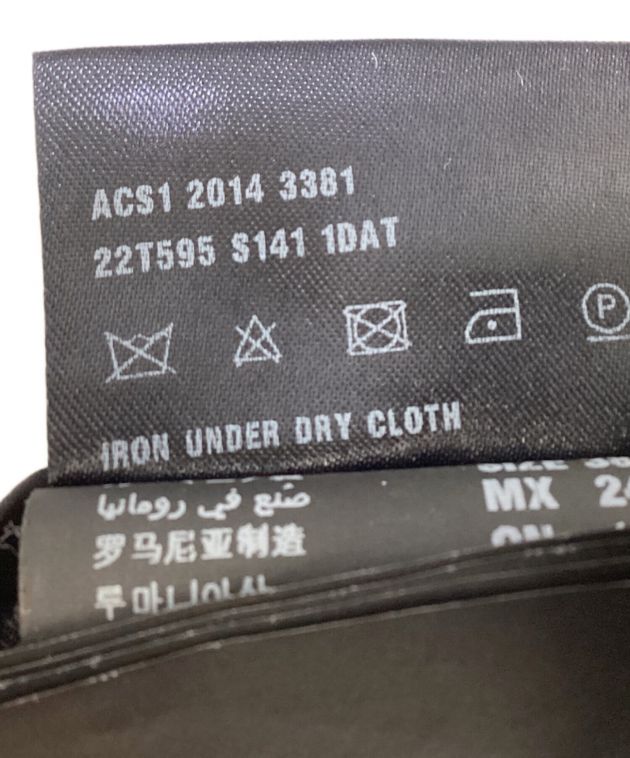 ACS1 2014 3381
22T595 S141 1DAT
P
IRON UNDER DRY CLOTH
صنع في رومانيا
MX
罗马尼亚制造